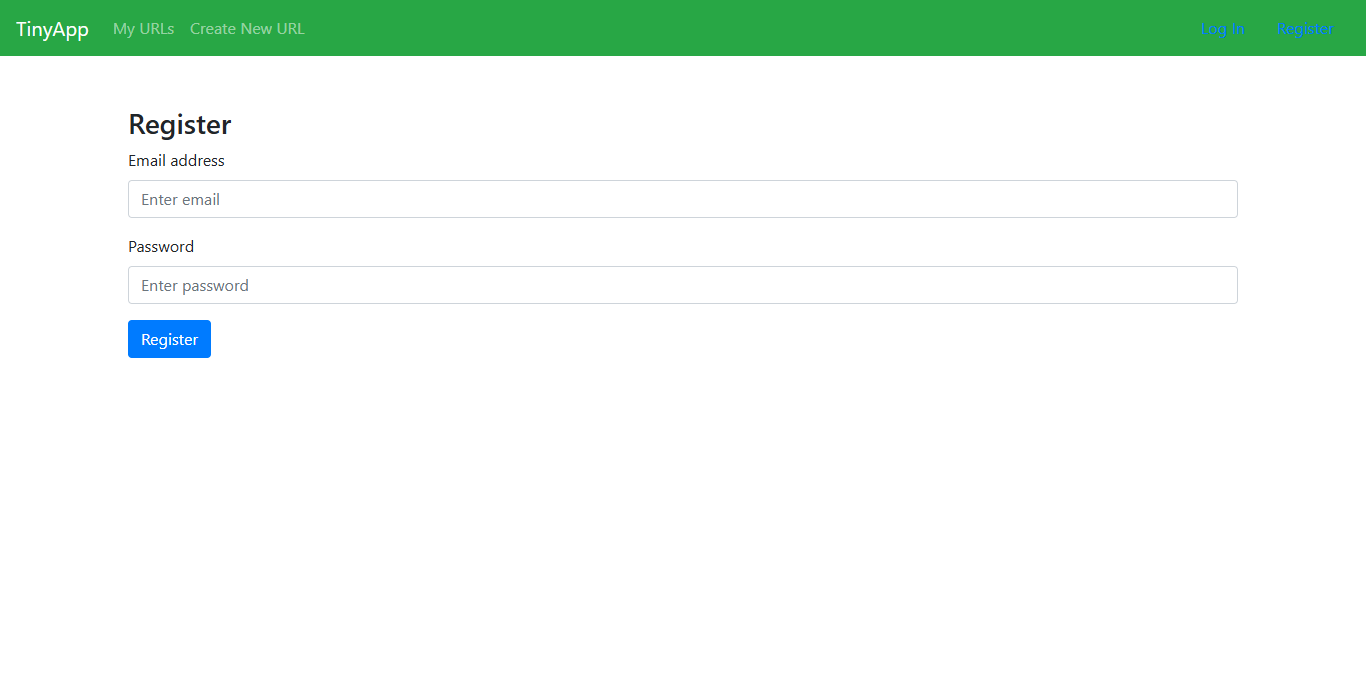 TinyApp My URLs Create New URL Log In Register
Register
Email address
Enter email
Password
Enter password
Register